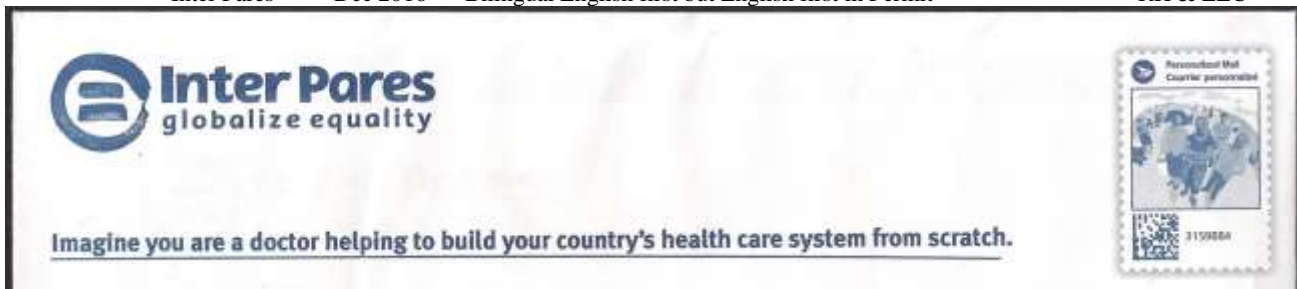 Inter Pares
globalize equality
Personalized Mail
Courrier personnalisé
3159884
Imagine you are a doctor helping to build your country's health care system from scratch.